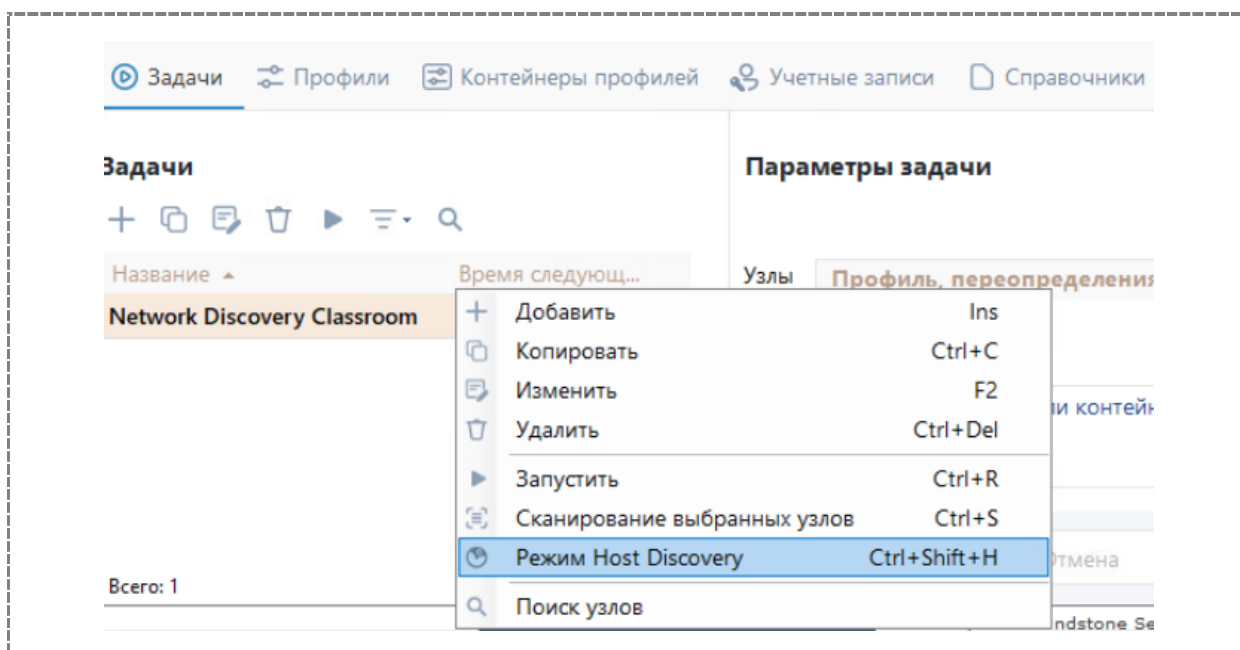 Задачи Профили Контейнеры профилей Учетные записи Справочники
Задачи
Параметры задачи
Название Время следующ...
Узлы Профиль, переопределения
Network Discovery Classroom
Добавить Ins
Копировать Ctrl+C
Изменить F2
Удалить Ctrl+Del
Запустить Ctrl+R
Сканирование выбранных узлов Ctrl+S
Режим Host Discovery Ctrl+Shift+H
Поиск узлов
Всего: 1